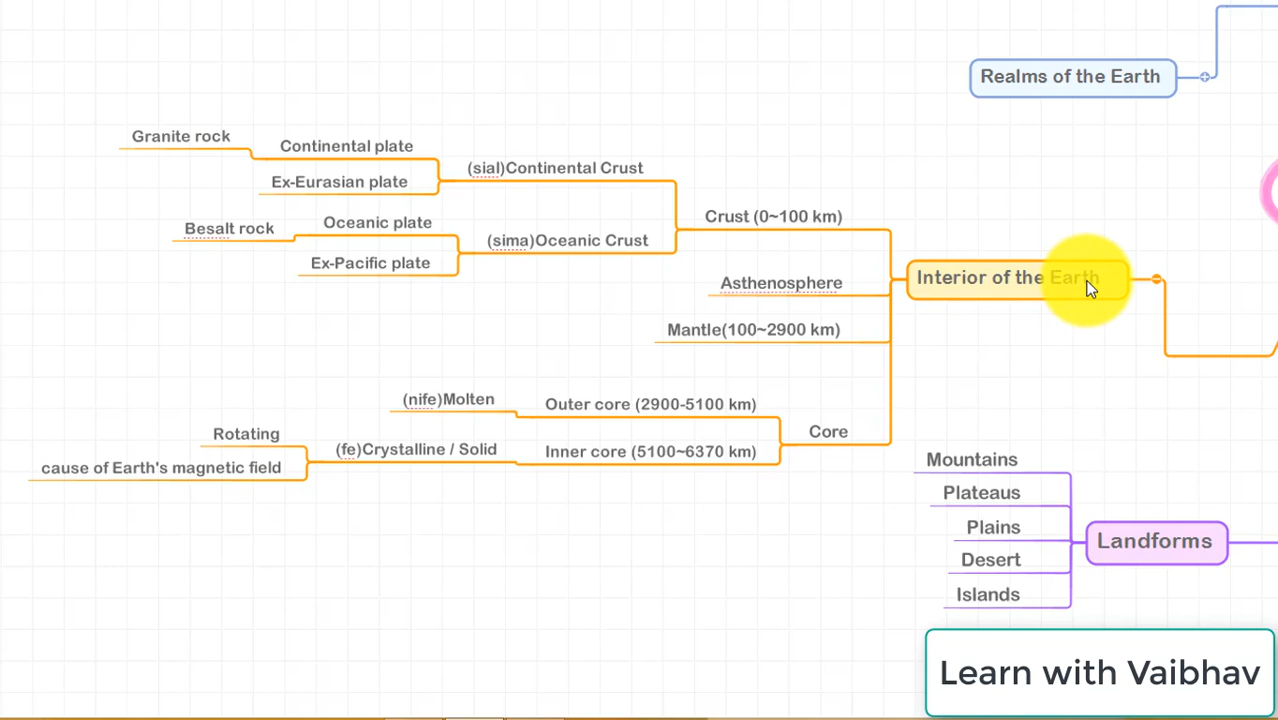 Realms of the Earth
Interior of the Earth
Crust (0~100 km)
(sial)Continental Crust
Continental plate
Granite rock
Ex-Eurasian plate
(sima)Oceanic Crust
Oceanic plate
Besalt rock
Ex-Pacific plate
Asthenosphere
Mantle(100~2900 km)
Core
Outer core (2900-5100 km)
(nife)Molten
Inner core (5100~6370 km)
(fe)Crystalline / Solid
Rotating
cause of Earth's magnetic field
Landforms
Mountains
Plateaus
Plains
Desert
Islands
Learn with Vaibhav